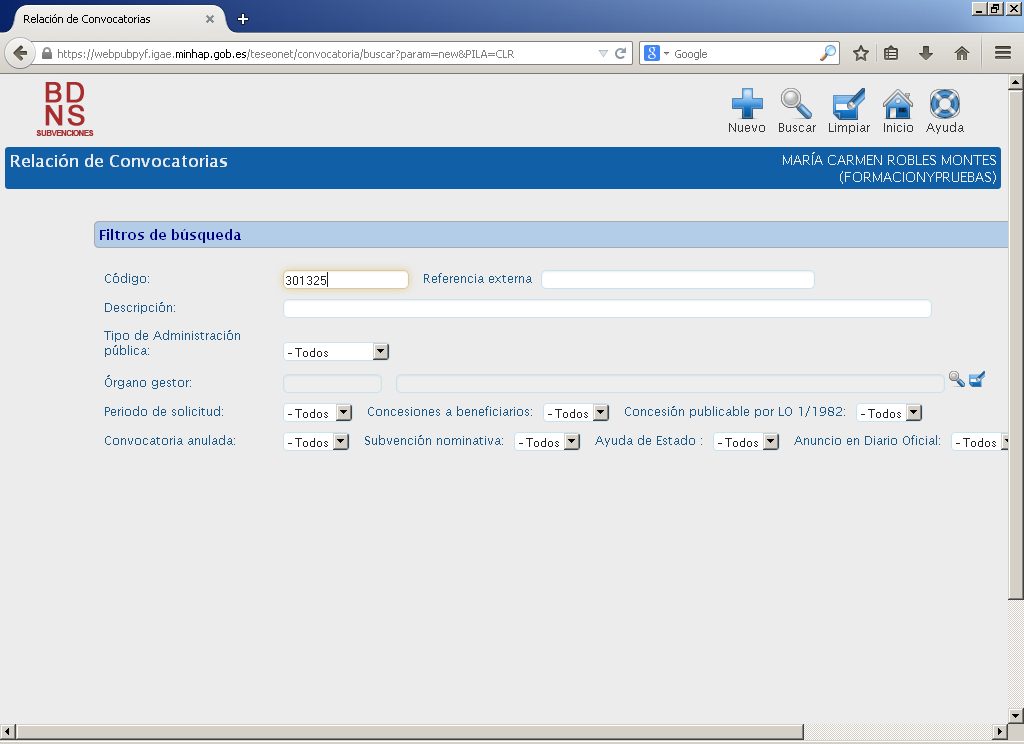 Relación de Convocatorias
https://webpubpyf.igae.minhap.gob.es/teseonet/convocatoria/buscar?param=new&PILA=CLR
Google
BD
NS
SUBVENCIONES
Nuevo Buscar Limpiar Inicio Ayuda
Relación de Convocatorias
MARÍA CARMEN ROBLES MONTES
(FORMACIONYPRUEBAS)
Filtros de búsqueda
Código: 301325 Referencia externa
Descripción:
Tipo de Administración
pública: - Todos
Órgano gestor:
Periodo de solicitud: - Todos Concesiones a beneficiarios: - Todos Concesión publicable por LO 1/1982: - Todos
Convocatoria anulada: - Todos Subvención nominativa: - Todos Ayuda de Estado : - Todos Anuncio en Diario Oficial: - Todos